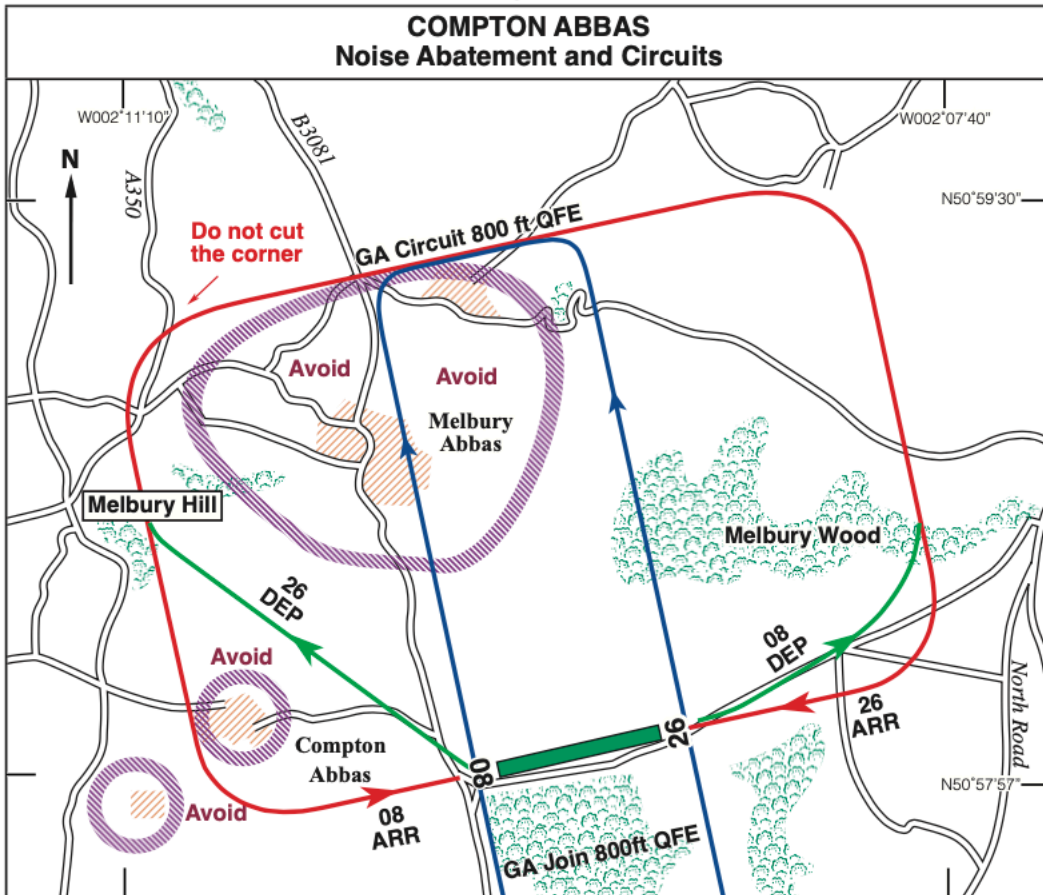 COMPTON ABBAS
Noise Abatement and Circuits
W002°11'10"
W002°07'40"
B3081
N
A350
N50°59'30"
Do not cut
the corner
GA Circuit 800 ft QFE
Avoid
Avoid
Melbury
Abbas
Melbury Hill
Melbury Wood
26
DEP
08
DEP
Avoid
North Road
26
ARR
26
Compton
Abbas
08
N50°57'57"
Avoid
08
ARR
GA Join 800ft QFE